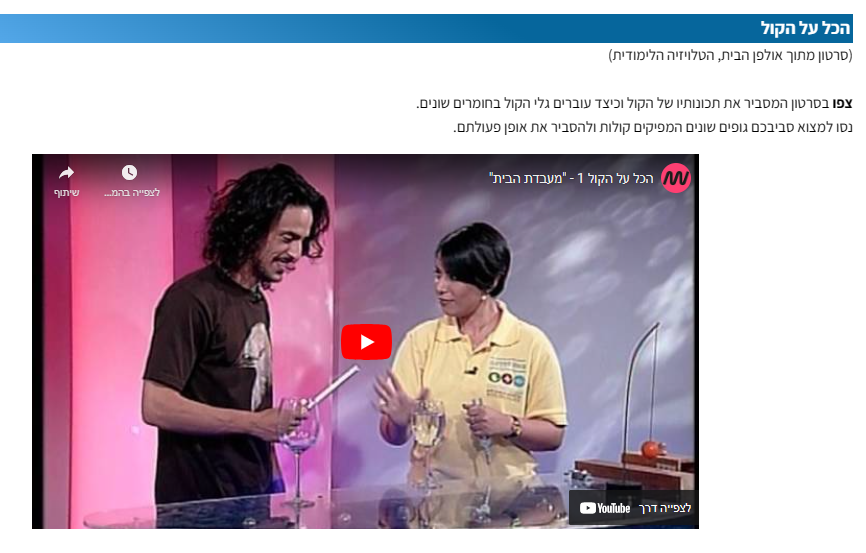 הכל על הקול
(סרטון מתוך אולפן הבית, הטלויזיה הלימודית)
צפו בסרטון המסביר את תכונותיו של הקול וכיצד עוברים גלי הקול בחומרים שונים.
נסו למצוא סביבכם גופים שונים המפיקים קולות ולהסביר את אופן פעולתם.
הכל על הקול 1 - "מעבדת הבית"
לצפייה בהמ...
שיתוף
לצפייה דרך YouTube